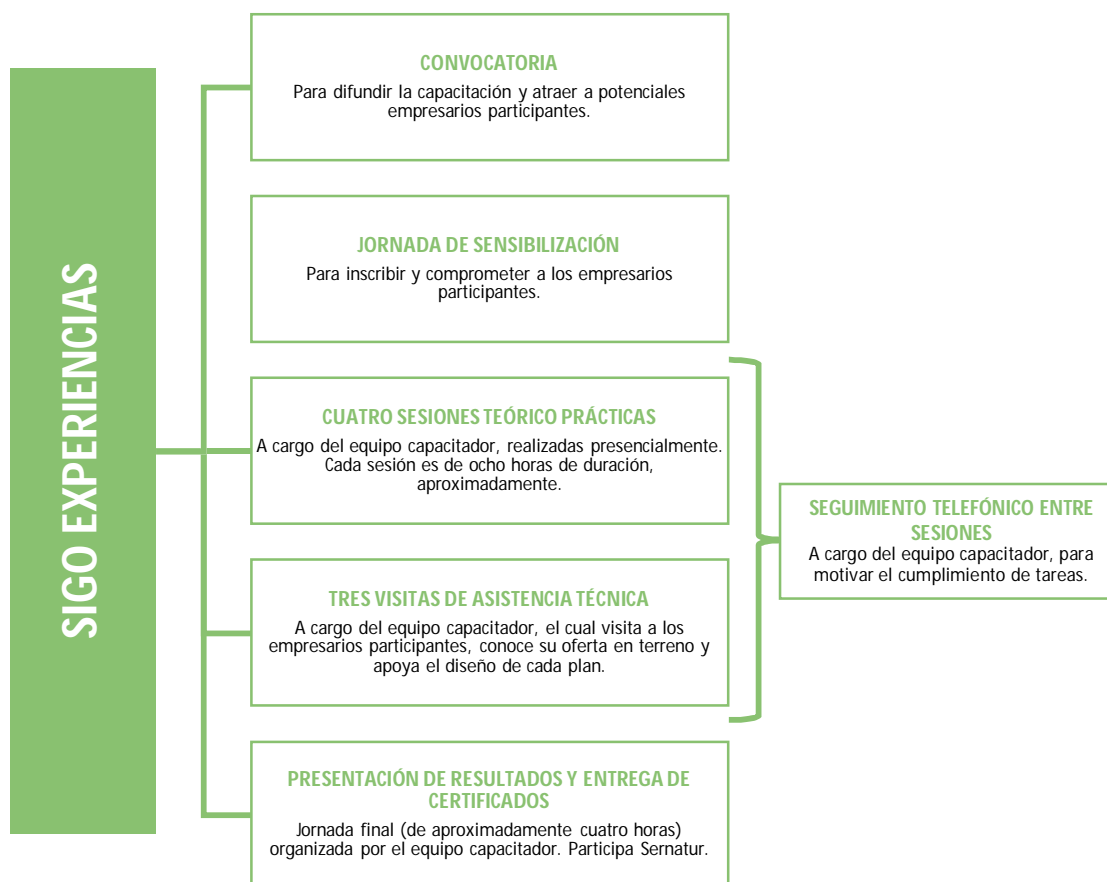 SIGO EXPERIENCIAS
CONVOCATORIA
Para difundir la capacitación y atraer a potenciales
empresarios participantes.
JORNADA DE SENSIBILIZACIÓN
Para inscribir y comprometer a los empresarios
participantes.
CUATRO SESIONES TEÓRICO PRÁCTICAS
A cargo del equipo capacitador, realizadas presencialmente.
Cada sesión es de ocho horas de duración,
aproximadamente.
TRES VISITAS DE ASISTENCIA TÉCNICA
A cargo del equipo capacitador, el cual visita a los
empresarios participantes, conoce su oferta en terreno y
apoya el diseño de cada plan.
SEGUIMIENTO TELEFÓNICO ENTRE
SESIONES
A cargo del equipo capacitador, para
motivar el cumplimiento de tareas.
PRESENTACIÓN DE RESULTADOS Y ENTREGA DE
CERTIFICADOS
Jornada final (de aproximadamente cuatro horas)
organizada por el equipo capacitador. Participa Sernatur.